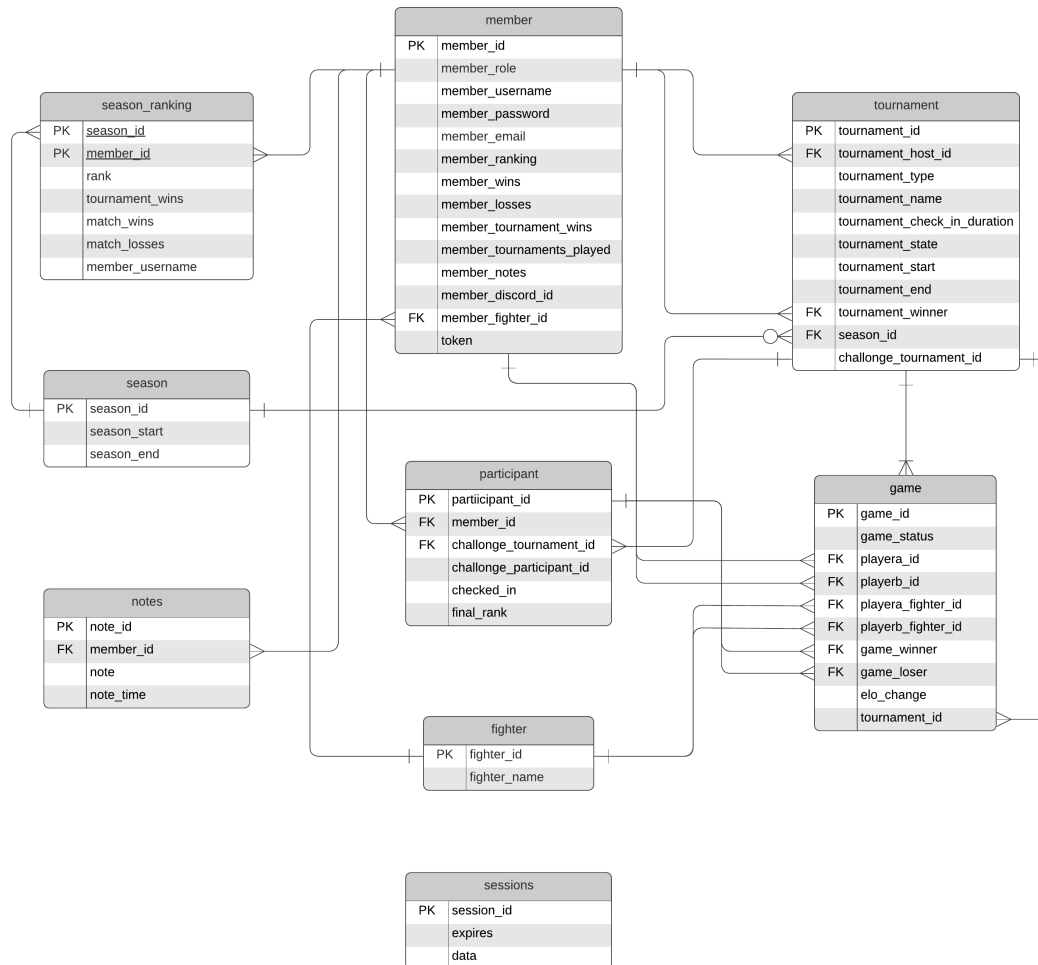 member
PK member_id
member_role
member_username
member_password
member_email
member_ranking
member_wins
member_losses
member_tournament_wins
member_tournaments_played
member_notes
member_discord_id
FK member_fighter_id
token
season_ranking
PK season_id
PK member_id
rank
tournament_wins
match_wins
match_losses
member_username
tournament
PK tournament_id
FK tournament_host_id
tournament_type
tournament_name
tournament_check_in_duration
tournament_state
tournament_start
tournament_end
FK tournament_winner
FK season_id
challonge_tournament_id
season
PK season_id
season_start
season_end
participant
PK partiicipant_id
FK member_id
FK challonge_tournament_id
challonge_participant_id
checked_in
final_rank
game
PK game_id
game_status
FK playera_id
FK playerb_id
FK playera_fighter_id
FK playerb_fighter_id
FK game_winner
FK game_loser
elo_change
tournament_id
notes
PK note_id
FK member_id
note
note_time
fighter
PK fighter_id
fighter_name
sessions
PK session_id
expires
data